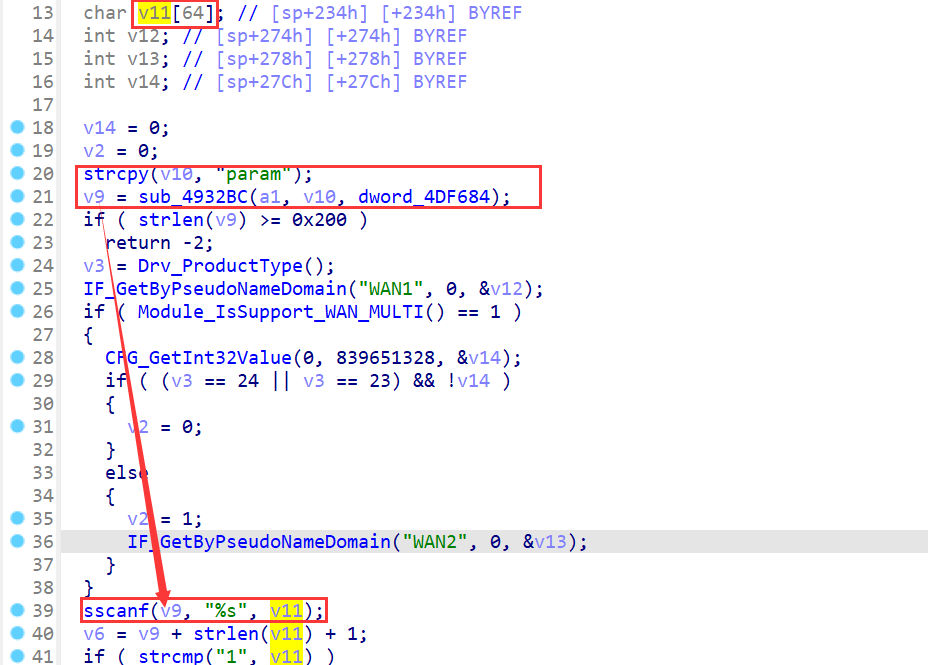 13 char v11[64]; // [sp+234h] [+234h] BYREF
14 int v12; // [sp+274h] [+274h] BYREF
15 int v13; // [sp+278h] [+278h] BYREF
16 int v14; // [sp+27Ch] [+27Ch] BYREF
17
18 v14 = 0;
19 v2 = 0;
20 strcpy(v10, "param");
21 v9 = sub_4932BC(a1, v10, dword_4DF684);
22 if ( strlen(v9) >= 0x200 )
23 return -2;
24 v3 = Drv_ProductType();
25 IF_GetByPseudoNameDomain("WAN1", 0, &v12);
26 if ( Module_IsSupport_WAN_MULTI() == 1 )
27 {
28 CFG_GetInt32Value(0, 839651328, &v14);
29 if ( (v3 == 24 || v3 == 23) && !v14 )
30 {
31 v2 = 0;
32 }
33 else
34 {
35 v2 = 1;
36 IF_GetByPseudoNameDomain("WAN2", 0, &v13);
37 }
38 }
39 sscanf(v9, "%s", v11);
40 v6 = v9 + strlen(v11) + 1;
41 if ( strcmp("1", v11) )